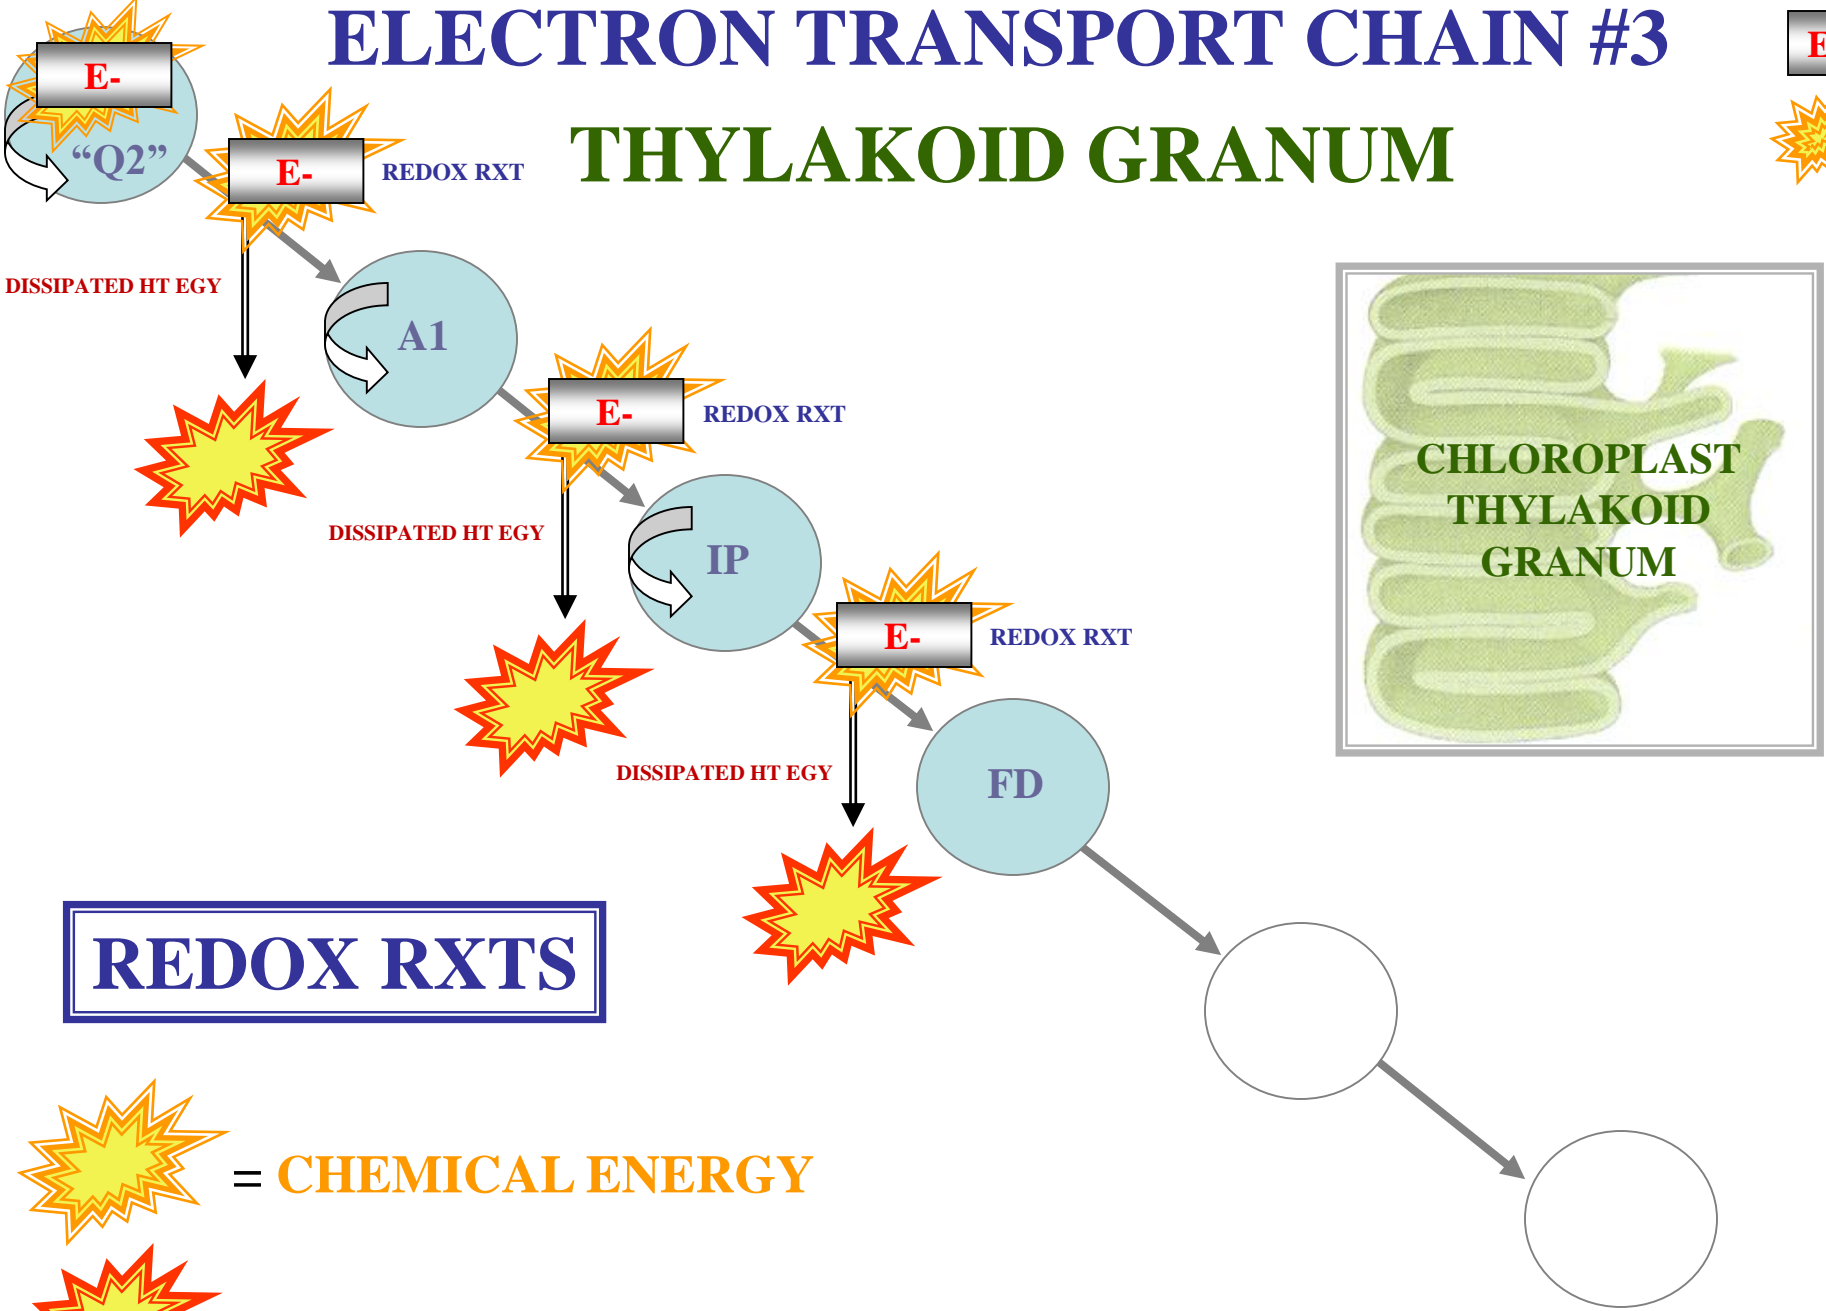 ELECTRON TRANSPORT CHAIN #3
E
E-
THYLAKOID GRANUM
“Q2”
E-
REDOX RXT
DISSIPATED HT EGY
A1
E-
REDOX RXT
CHLOROPLAST
THYLAKOID
GRANUM
DISSIPATED HT EGY
IP
E-
REDOX RXT
DISSIPATED HT EGY
FD
REDOX RXTS
= CHEMICAL ENERGY